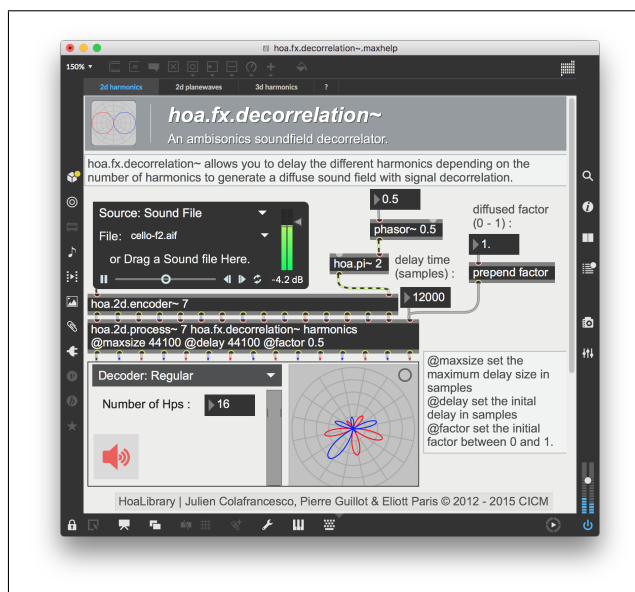 hoa.fx.decorrelation~.maxhelp
150%
2d harmonics
2d planewaves
3d harmonics
?
hoa.fx.decorrelation~
An ambisonics soundfield decorrelator.
hoa.fx.decorrelation~ allows you to delay the different harmonics depending on the
number of harmonics to generate a diffuse sound field with signal decorrelation.
Source: Sound File
File: cello-f2.aif
or Drag a Sound file Here.
-4.2 dB
0.5
phasor~ 0.5
hoa.pi~ 2
delay time
(samples) :
12000
diffused factor
(0 - 1) :
1.
prepend factor
hoa.2d.encoder~ 7
hoa.2d.process~ 7 hoa.fx.decorrelation~ harmonics
@maxsize 44100 @delay 44100 @factor 0.5
Decoder: Regular
Number of Hps :
16
@maxsize set the
maximum delay size in
samples
@delay set the inital
delay in samples
@factor set the initial
factor between 0 and 1.
HoaLibrary | Julien Colafrancesco, Pierre Guillot & Eliott Paris © 2012 - 2015 CICM